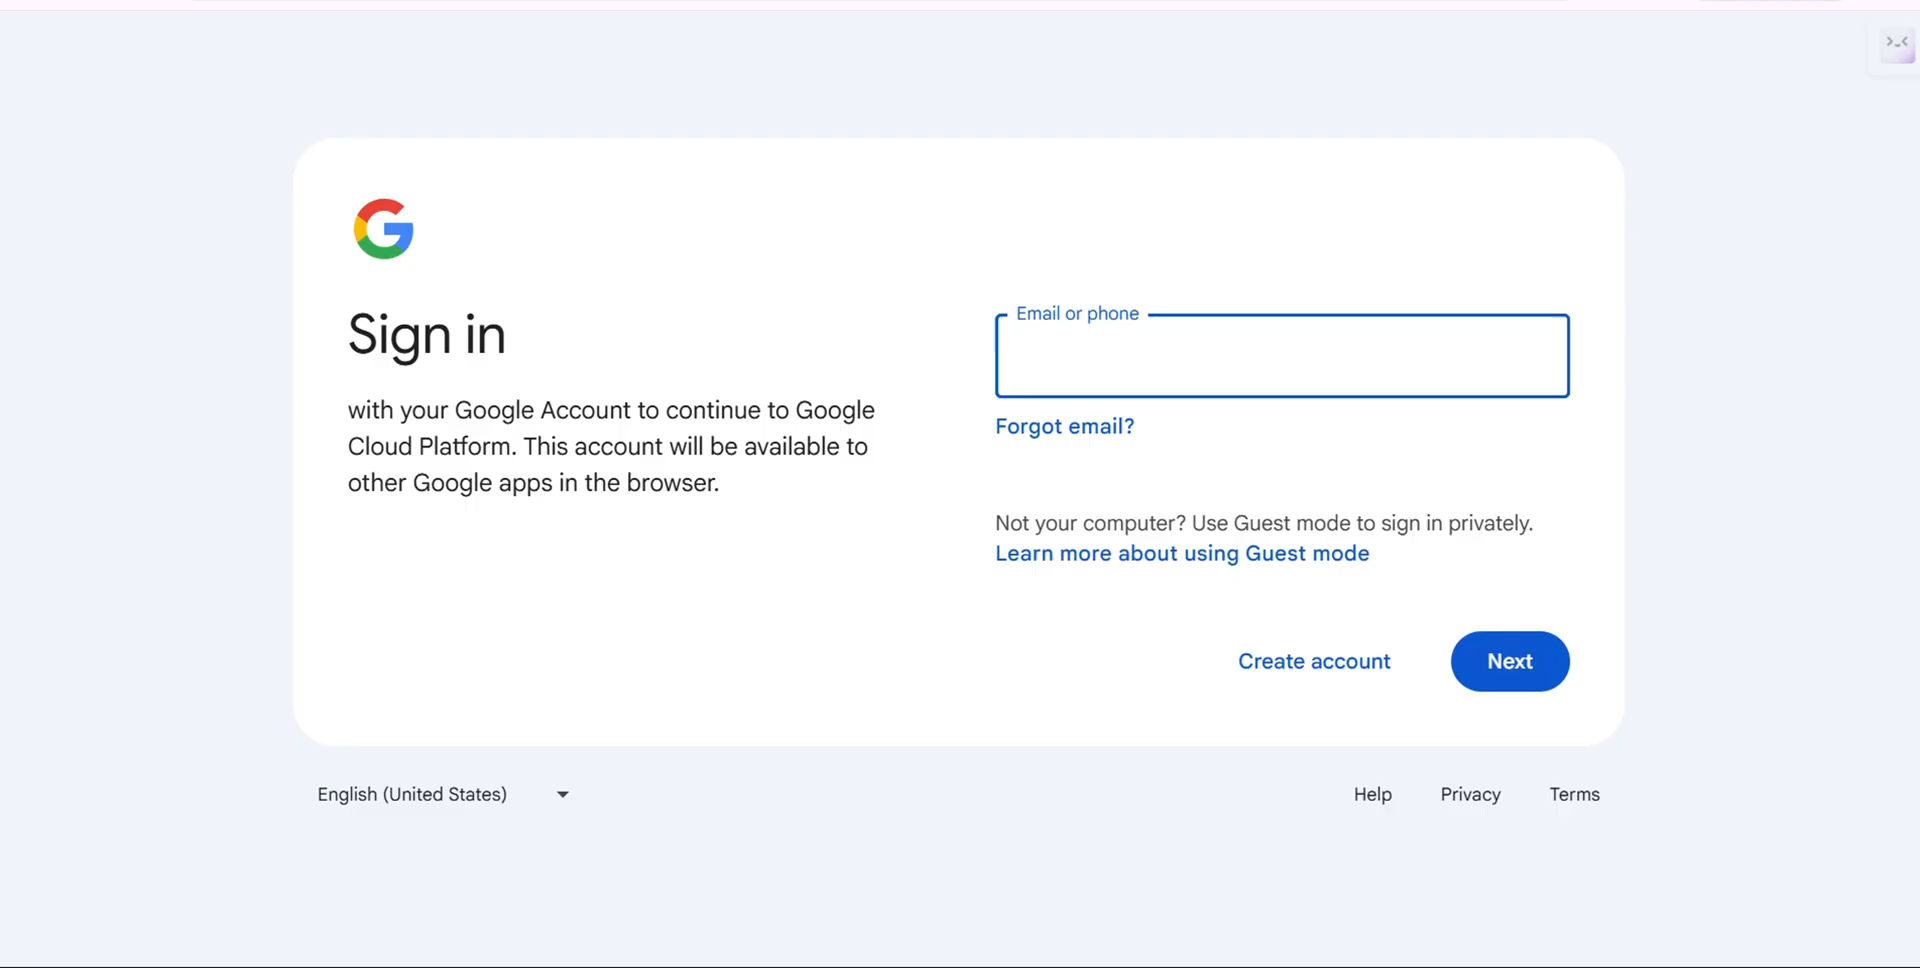 Sign in
with your Google Account to continue to Google
Cloud Platform. This account will be available to
other Google apps in the browser.
Email or phone
Forgot email?
Not your computer? Use Guest mode to sign in privately.
Learn more about using Guest mode
Create account
Next
English (United States)
Help
Privacy
Terms